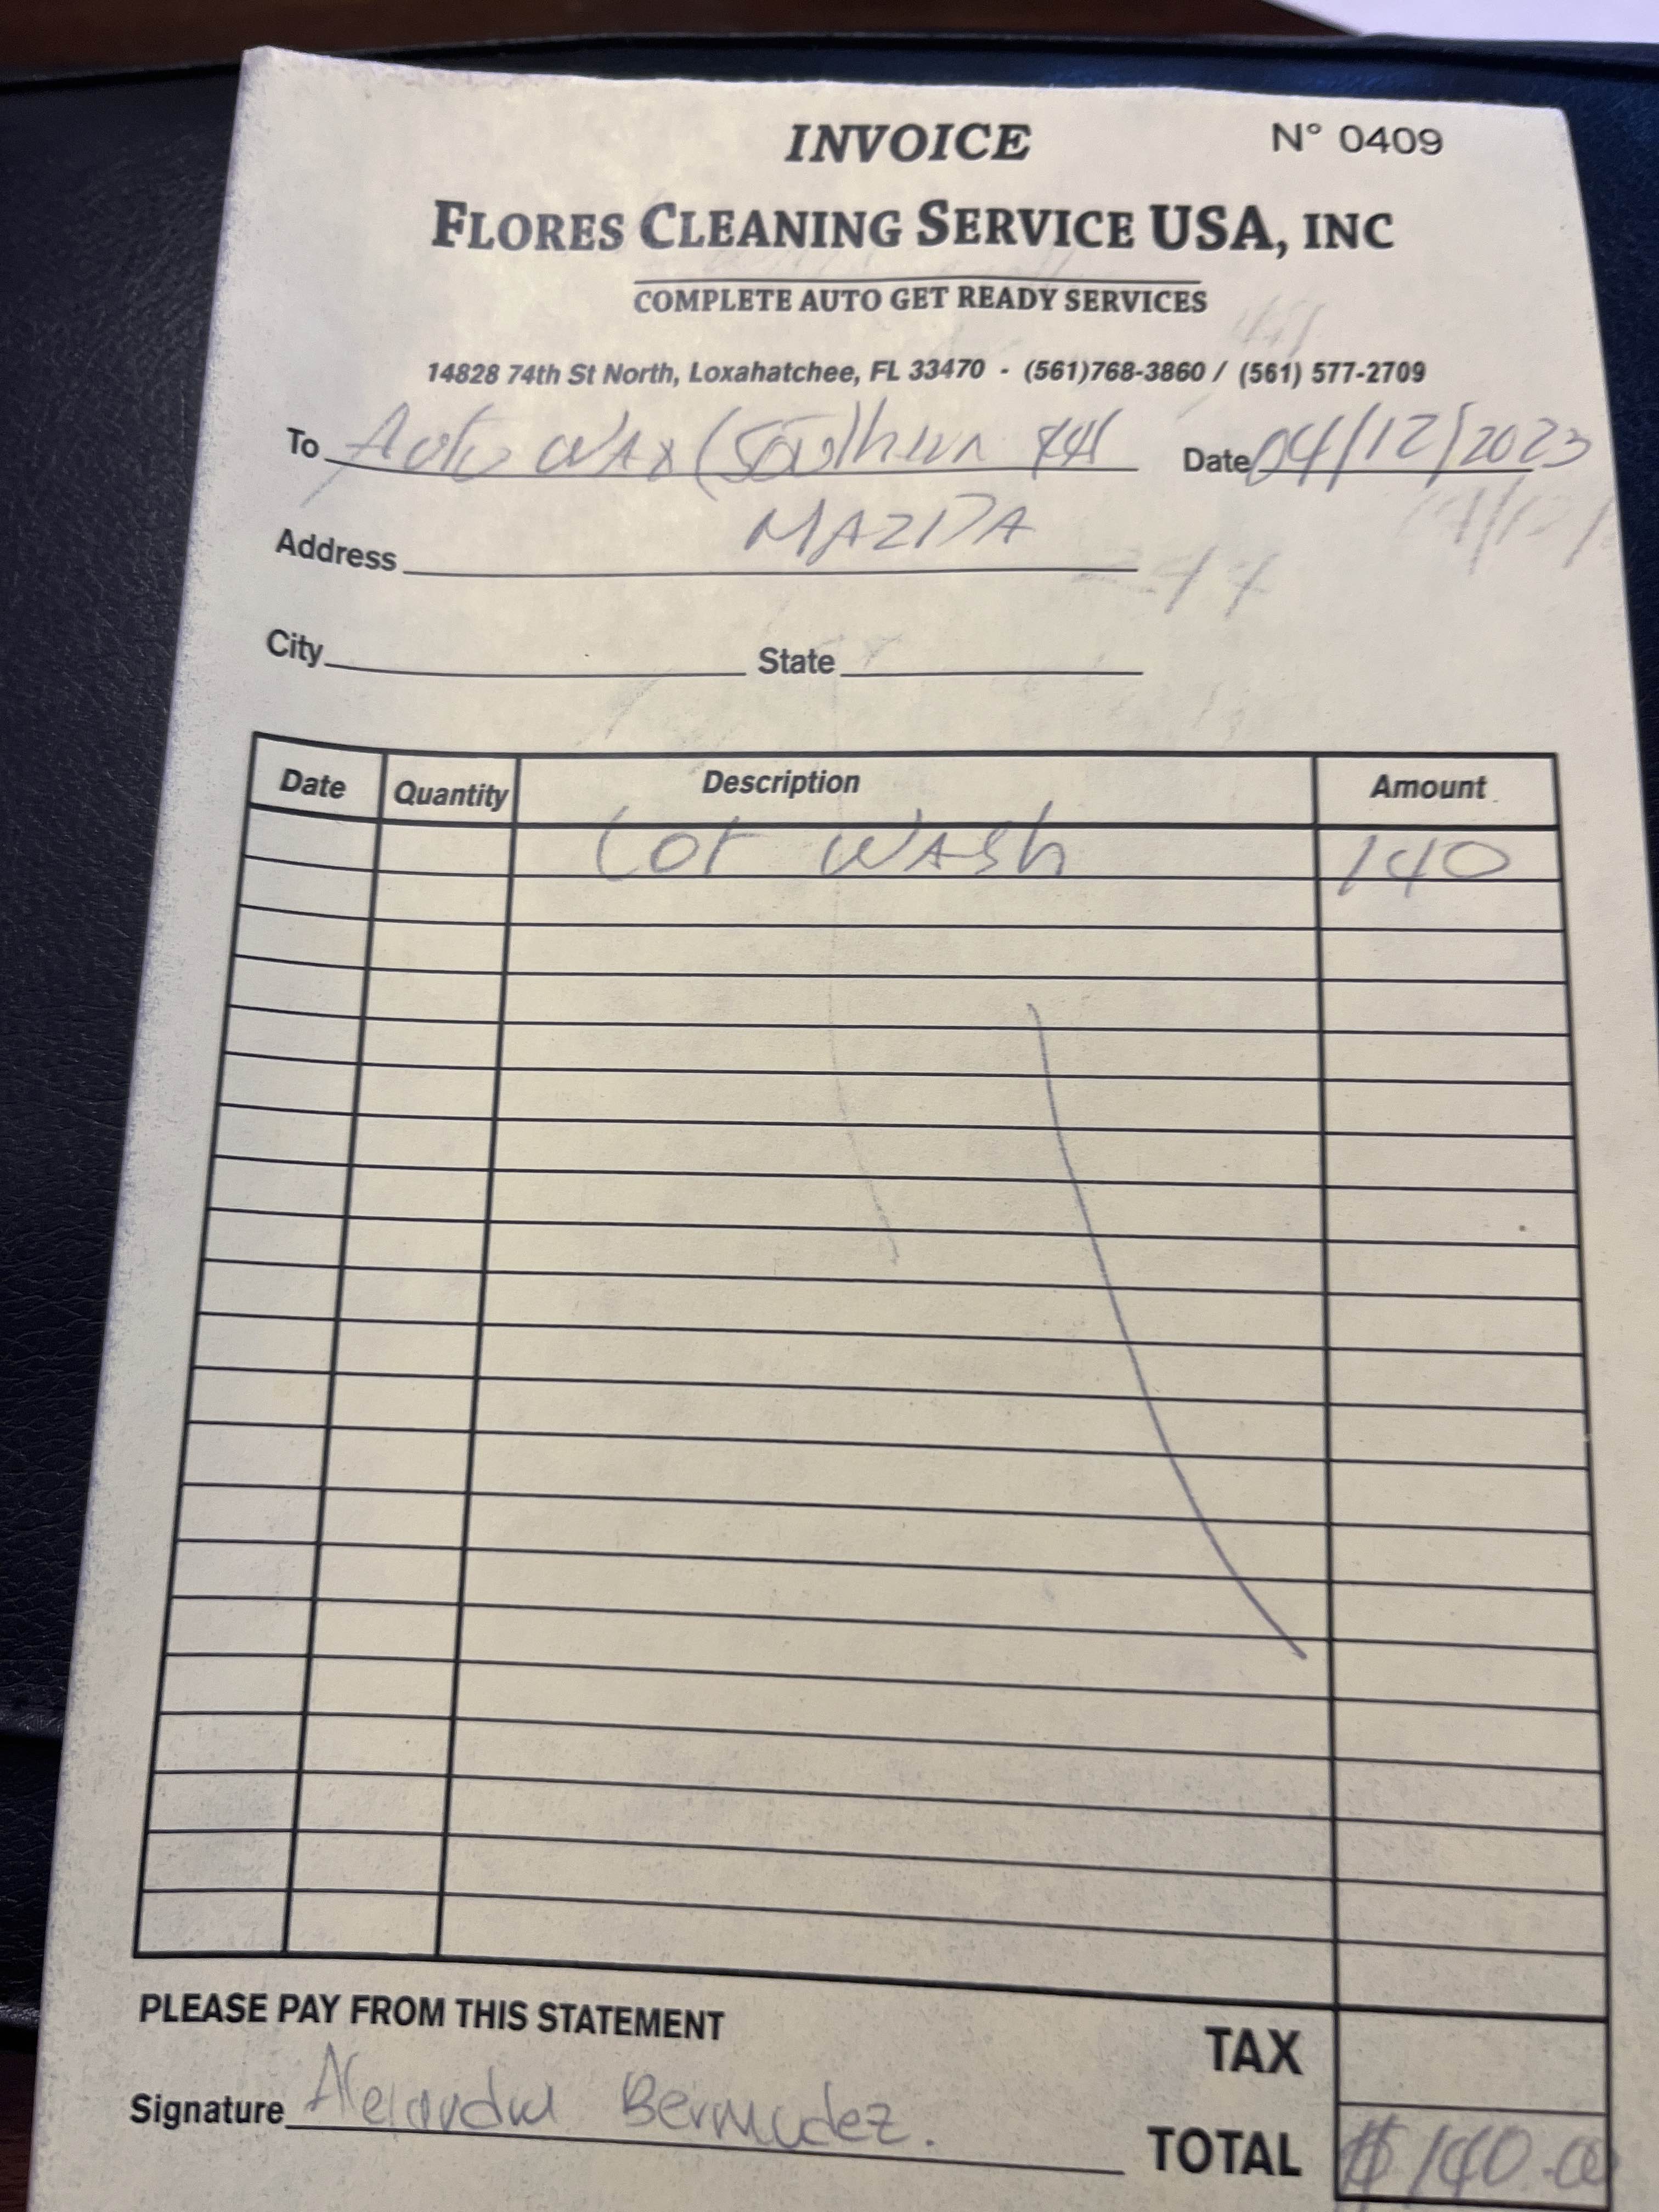 INVOICE N° 0409
FLORES CLEANING SERVICE USA, INC
COMPLETE AUTO GET READY SERVICES
14828 74th St North, Loxahatchee, FL 33470 - (561)768-3860 / (561) 577-2709
To Auto WAx (Southern 441 Date 04/12/2023
Address MAZDA
City State
Date Quantity Description Amount
Lot WASh 140
PLEASE PAY FROM THIS STATEMENT
TAX
Signature Bermudez.
TOTAL $140.00